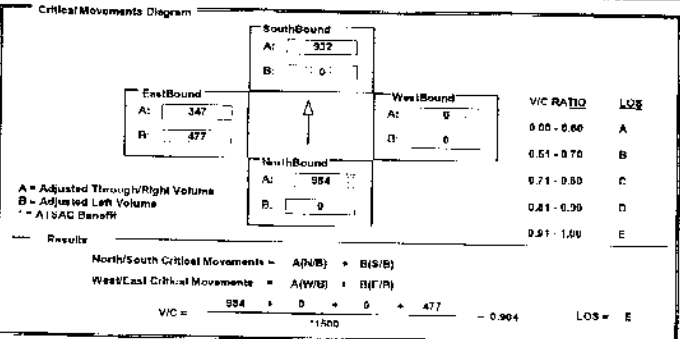 Critical Movements Diagram
SouthBound
A: 932
B: 0
EastBound
A: 347
B: 477
WestBound
A: 0
B: 0
NorthBound
A: 984
B: 0
A = Adjusted Through/Right Volume
B = Adjusted Left Volume
* = ATSAC Benefit
V/C RATIO LOS
0.00 - 0.60 A
0.61 - 0.70 B
0.71 - 0.80 C
0.81 - 0.90 D
0.91 - 1.00 E
Results
North/South Critical Movements = A(N/B) + B(S/B)
West/East Critical Movements = A(W/B) + B(E/B)
V/C = 984 + 0 + 0 + 477 = 0.904 LOS = E
*1500